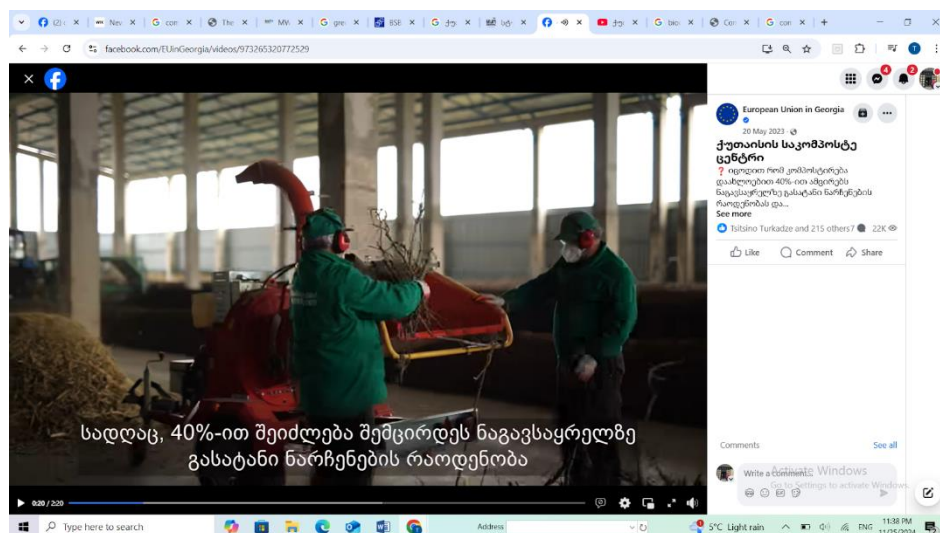 facebook.com/EUinGeorgia/videos/973265320772529
European Union in Georgia
20 May 2023
ქუთაისის საკომპოსტე
ცენტრი
❓ იცოდით რომ კომპოსტირება
დაახლოებით 40%-ით ამცირებს
ნაგავსაყრელზე გასატანი ნარჩენების
რაოდენობას და...
See more
Tsitsino Turkadze and 215 others
7
22K
Like
Comment
Share
სადღაც, 40%-ით შეიძლება შემცირდეს ნაგავსაყრელზე
გასატანი ნარჩენების რაოდენობა
0:20 / 2:20
Comments
See all
Write a comment...
Activate Windows
Go to Settings to activate Windows.
Type here to search
Address
5°C Light rain
ENG
11:38 PM
11/25/2024